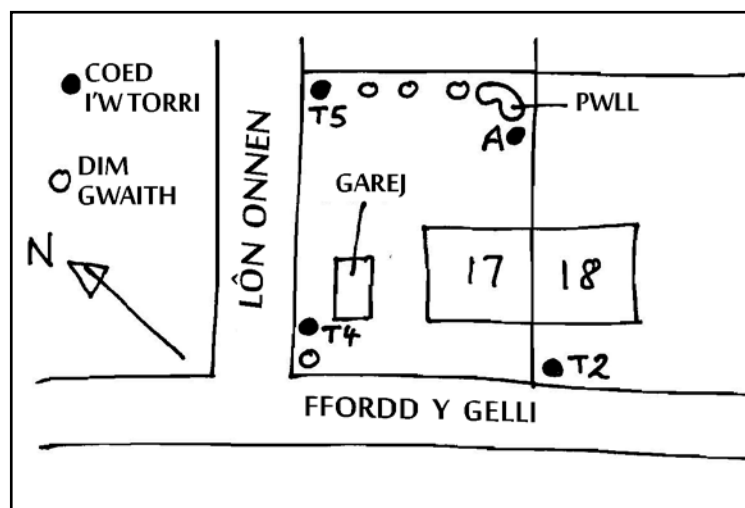 COED
I'W TORRI
DIM
GWAITH
N
LÔN ONNEN
T5
PWLL
A
GAREJ
17
18
T4
T2
FFORDD Y GELLI